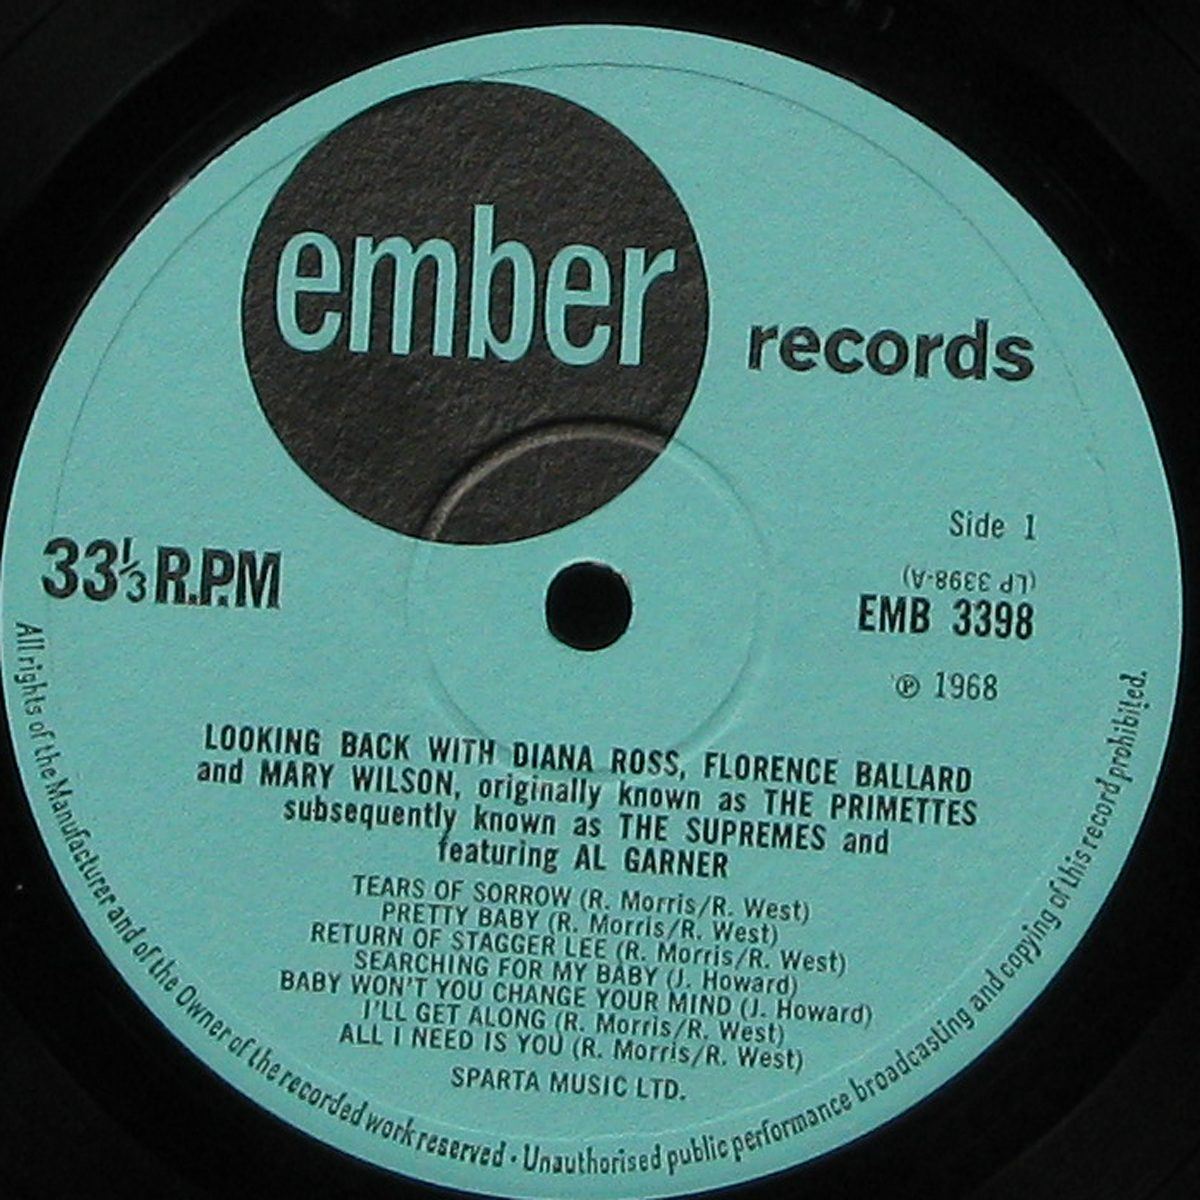 ember
records
33⅓ R.P.M
Side 1
(LP 3398-A)
EMB 3398
℗ 1968
LOOKING BACK WITH DIANA ROSS, FLORENCE BALLARD
and MARY WILSON, originally known as THE PRIMETTES
subsequently known as THE SUPREMES and
featuring AL GARNER
TEARS OF SORROW (R. Morris/R. West)
PRETTY BABY (R. Morris/R. West)
RETURN OF STAGGER LEE (R. Morris/R. West)
SEARCHING FOR MY BABY (J. Howard)
BABY WON'T YOU CHANGE YOUR MIND (J. Howard)
I'LL GET ALONG (R. Morris/R. West)
ALL I NEED IS YOU (R. Morris/R. West)
SPARTA MUSIC LTD.
All rights of the Manufacturer and of the Owner of the recorded work reserved · Unauthorised public performance broadcasting and copying of this record prohibited.